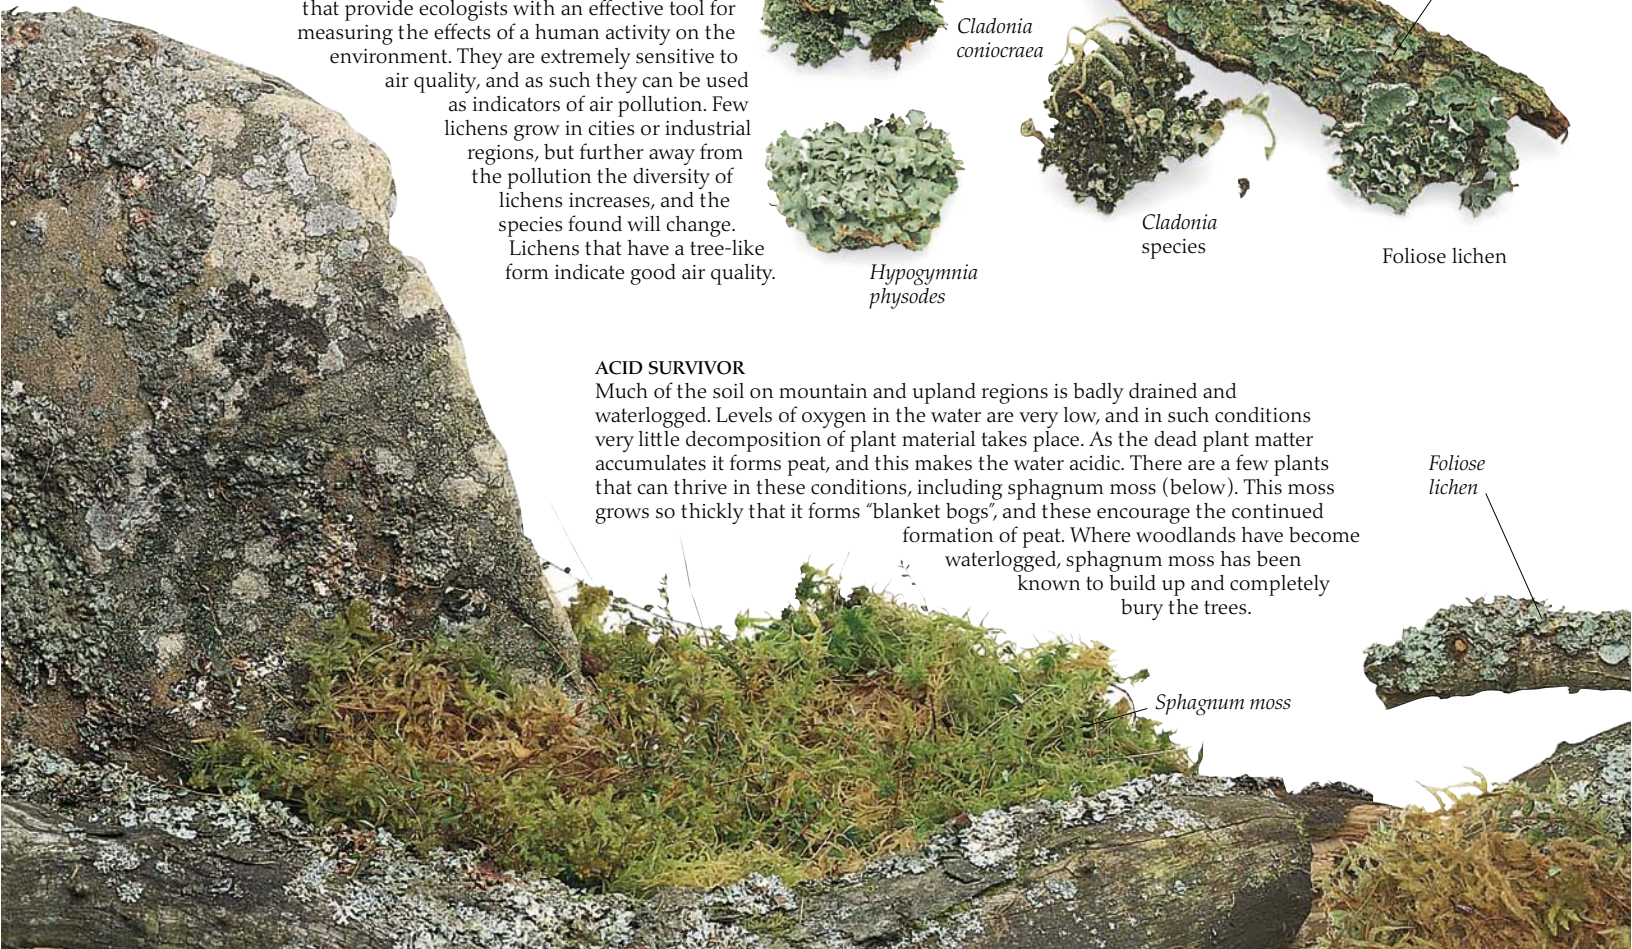 that provide ecologists with an effective tool for
measuring the effects of a human activity on the
environment. They are extremely sensitive to
air quality, and as such they can be used
as indicators of air pollution. Few
lichens grow in cities or industrial
regions, but further away from
the pollution the diversity of
lichens increases, and the
species found will change.
Lichens that have a tree-like
form indicate good air quality.
Cladonia
coniocraea
Hypogymnia
physodes
Cladonia
species
Foliose lichen
ACID SURVIVOR
Much of the soil on mountain and upland regions is badly drained and
waterlogged. Levels of oxygen in the water are very low, and in such conditions
very little decomposition of plant material takes place. As the dead plant matter
accumulates it forms peat, and this makes the water acidic. There are a few plants
that can thrive in these conditions, including sphagnum moss (below). This moss
grows so thickly that it forms “blanket bogs”, and these encourage the continued
formation of peat. Where woodlands have become
waterlogged, sphagnum moss has been
known to build up and completely
bury the trees.
Foliose
lichen
Sphagnum moss